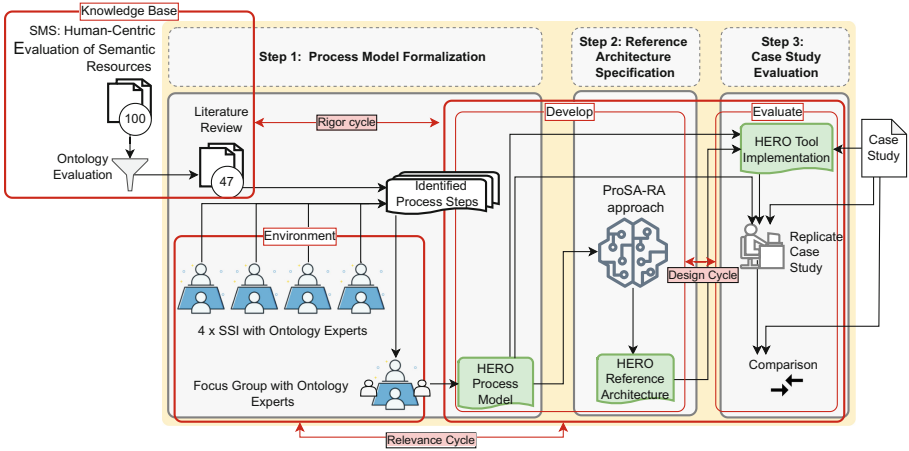 Knowledge Base
SMS: Human-Centric
Evaluation of Semantic
Resources
100
Ontology
Evaluation
Literature
Review
47
Step 1:  Process Model Formalization
Step 2: Reference
Architecture
Specification
Step 3:
Case Study
Evaluation
Rigor cycle
Develop
Evaluate
Identified
Process Steps
HERO Tool
Implementation
Case
Study
ProSA-RA
approach
Replicate
Case
Study
Environment
Design Cycle
4 x SSI with Ontology Experts
Focus Group with Ontology
Experts
HERO
Process
Model
HERO
Reference
Architecture
Comparison
Relevance Cycle